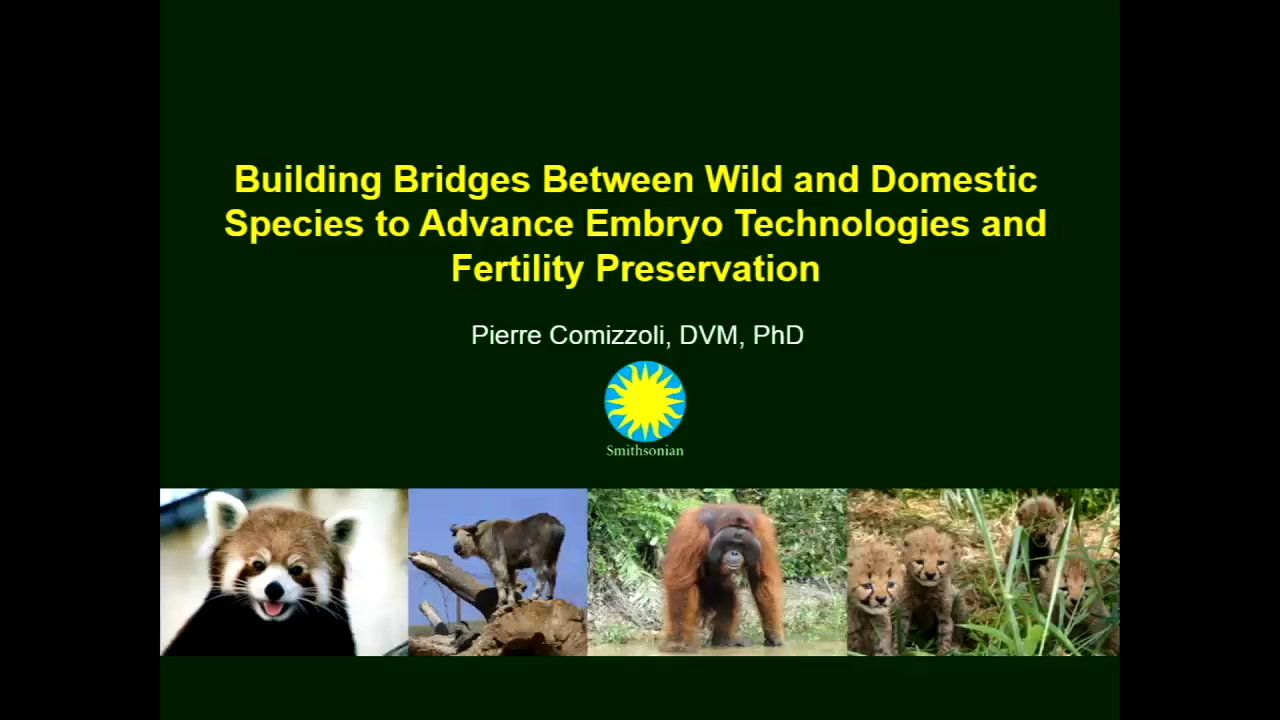 Building Bridges Between Wild and Domestic
Species to Advance Embryo Technologies and
Fertility Preservation
Pierre Comizzoli, DVM, PhD
Smithsonian